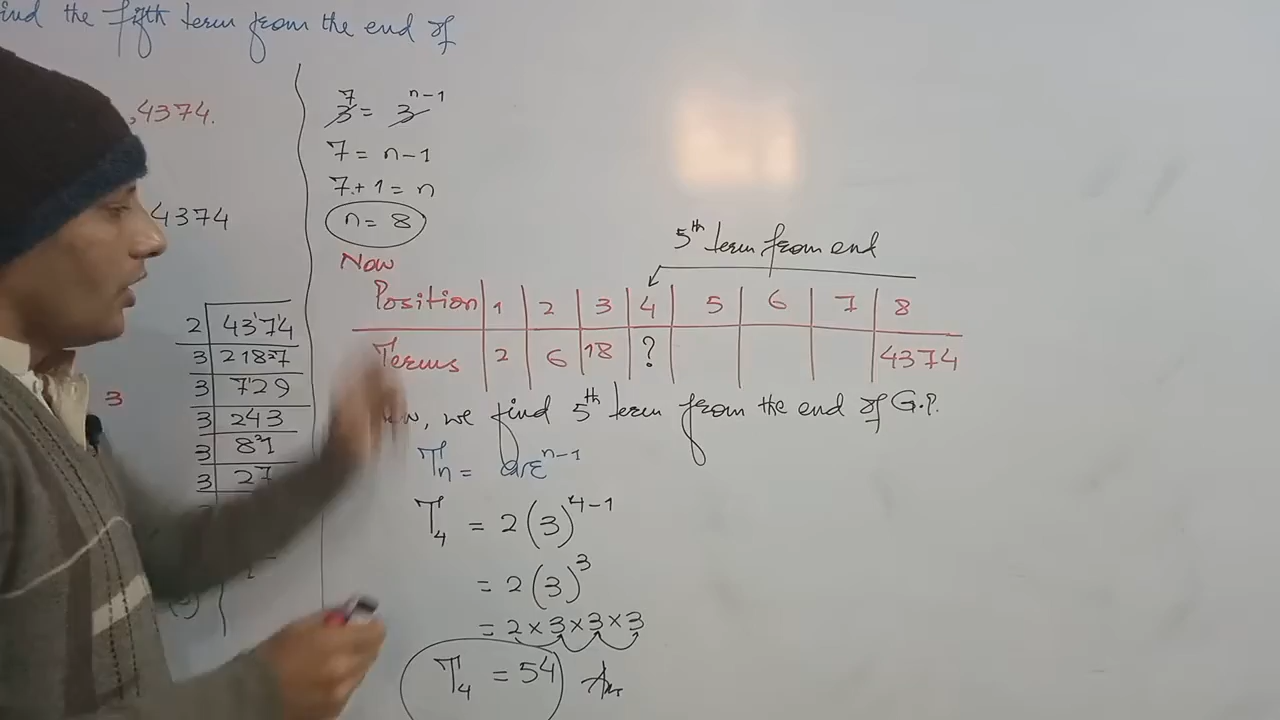 ind the fifth term from the end of
,4374.
4374
3
2 4374
3 2187
3 729
3 243
3 81
3 27
3^7 = 3^{n-1}
7 = n-1
7+1 = n
n = 8
Now
5th term from end
Position 1 2 3 4 5 6 7 8
Terms 2 6 18 ? 4374
w, we find 5th term from the end of G.P.
Tn = ar^{n-1}
T4 = 2(3)^{4-1}
= 2(3)^3
= 2×3×3×3
T4 = 54 Ans